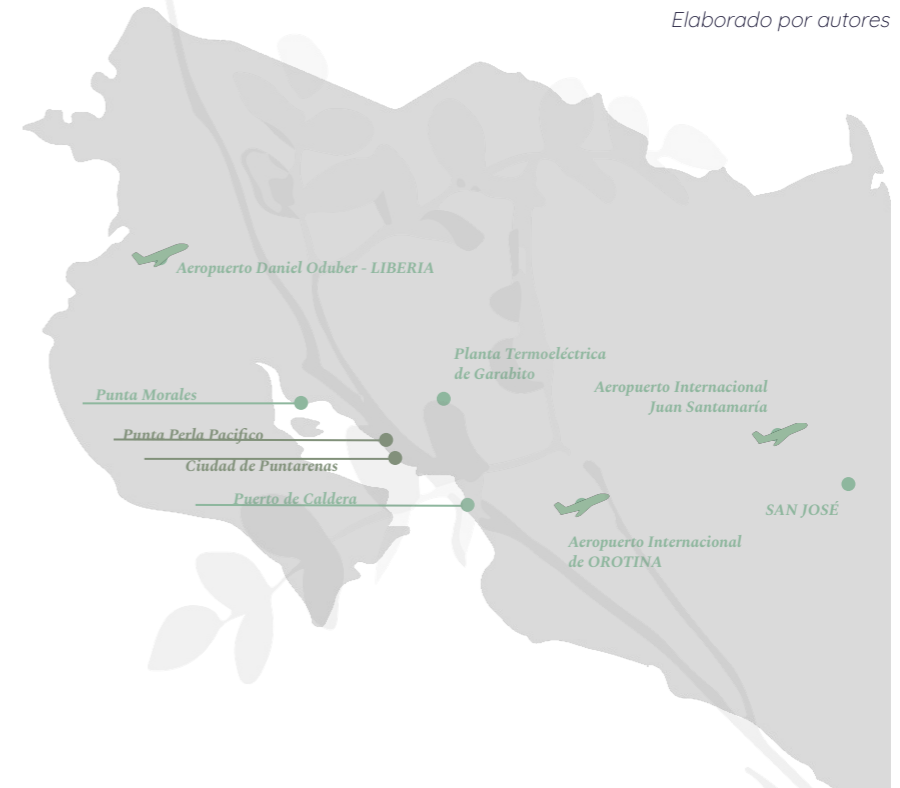 Elaborado por autores
Aeropuerto Daniel Oduber - LIBERIA
Planta Termoeléctrica
de Garabito
Aeropuerto Internacional
Juan Santamaría
Punta Morales
Punta Perla Pacifico
Ciudad de Puntarenas
Puerto de Caldera
SAN JOSÉ
Aeropuerto Internacional
de OROTINA